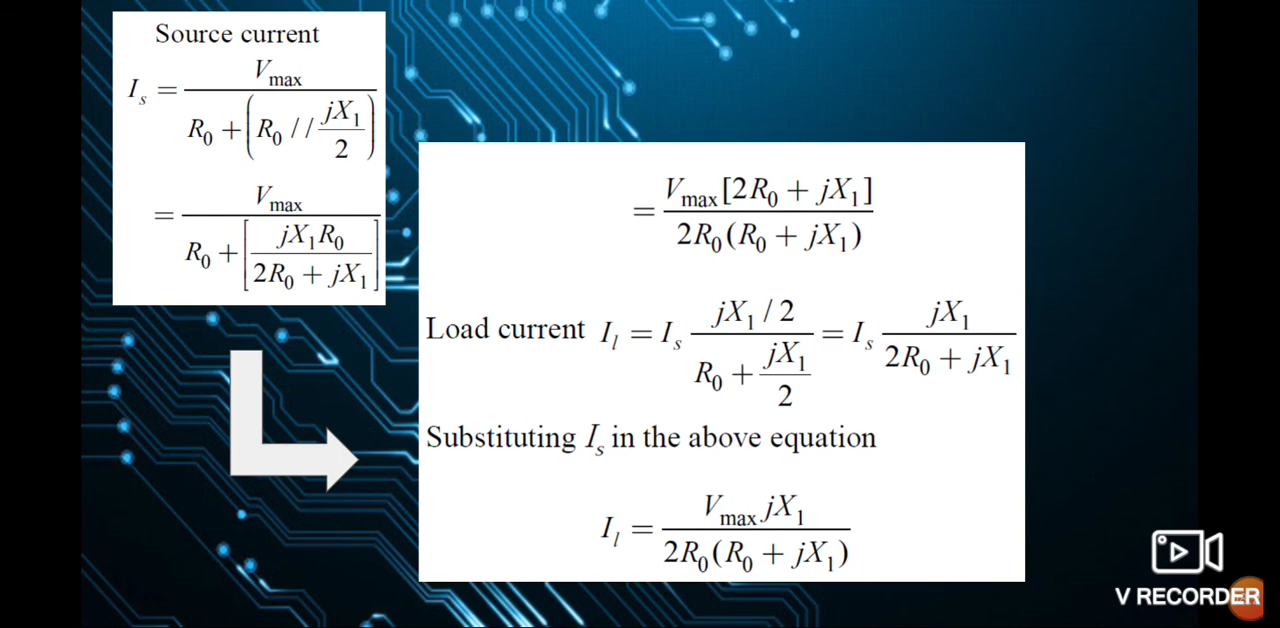 Source current
I_s = V_max / (R_0 + (R_0 // jX_1/2))
= V_max / (R_0 + [jX_1R_0 / (2R_0 + jX_1)])
= V_max[2R_0 + jX_1] / 2R_0(R_0 + jX_1)
Load current I_l = I_s (jX_1 / 2) / (R_0 + jX_1/2) = I_s jX_1 / (2R_0 + jX_1)
Substituting I_s in the above equation
I_l = V_max jX_1 / 2R_0(R_0 + jX_1)
V RECORDER